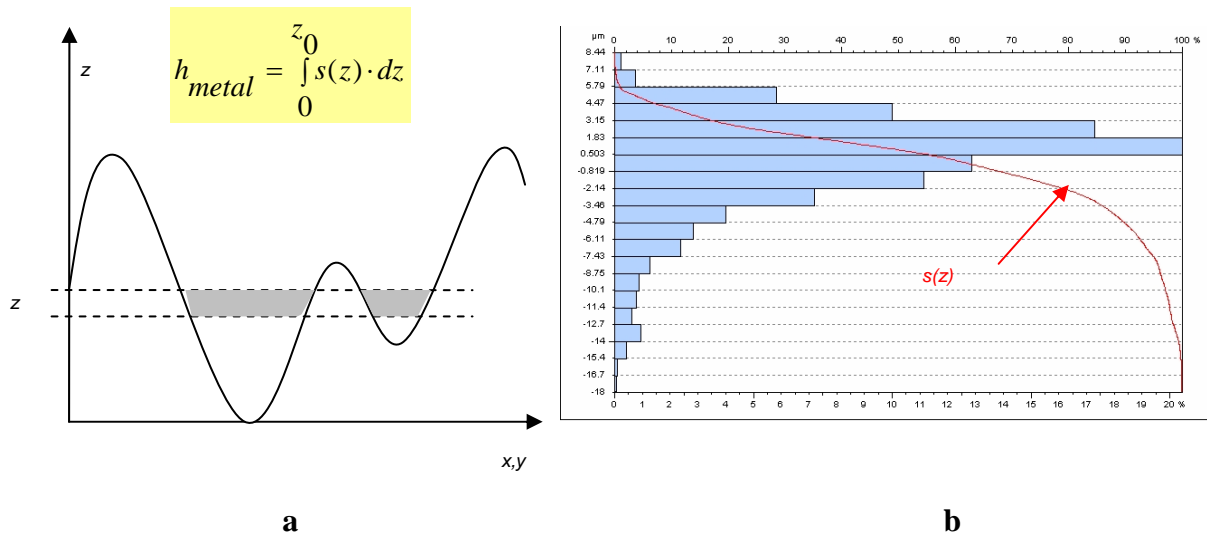 z
h_metal = ∫_0^{z_0} s(z) · dz
z
x,y
a
µm 0 10 20 30 40 50 60 70 80 90 100 %
8.44
7.11
5.79
4.47
3.15
1.83
0.503
-0.819
-2.14
-3.46
-4.79
-6.11
-7.43
-8.75
-10.1
-11.4
-12.7
-14
-15.4
-16.7
-18
s(z)
0 1 2 3 4 5 6 7 8 9 10 11 12 13 14 15 16 17 18 19 20 %
b